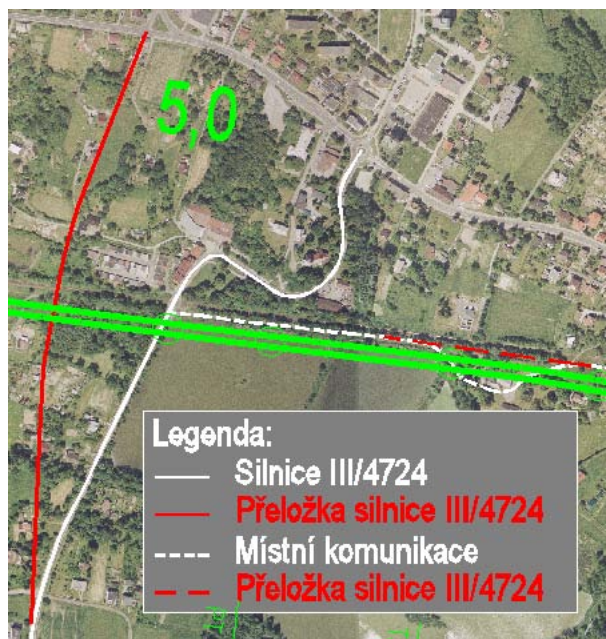 5,0
Legenda:
Silnice III/4724
Přeložka silnice III/4724
Místní komunikace
Přeložka silnice III/4724